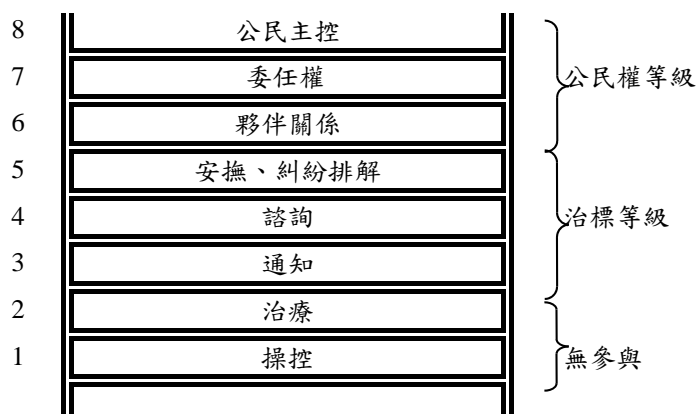 8 公民主控
7 委任權 公民權等級
6 夥伴關係
5 安撫、糾紛排解
4 諮詢 治標等級
3 通知
2 治療
1 操控 無參與